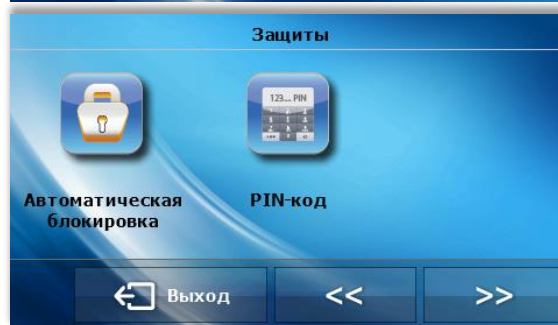 Защиты
123... PIN
Автоматическая
блокировка
PIN-код
Выход
<<
>>